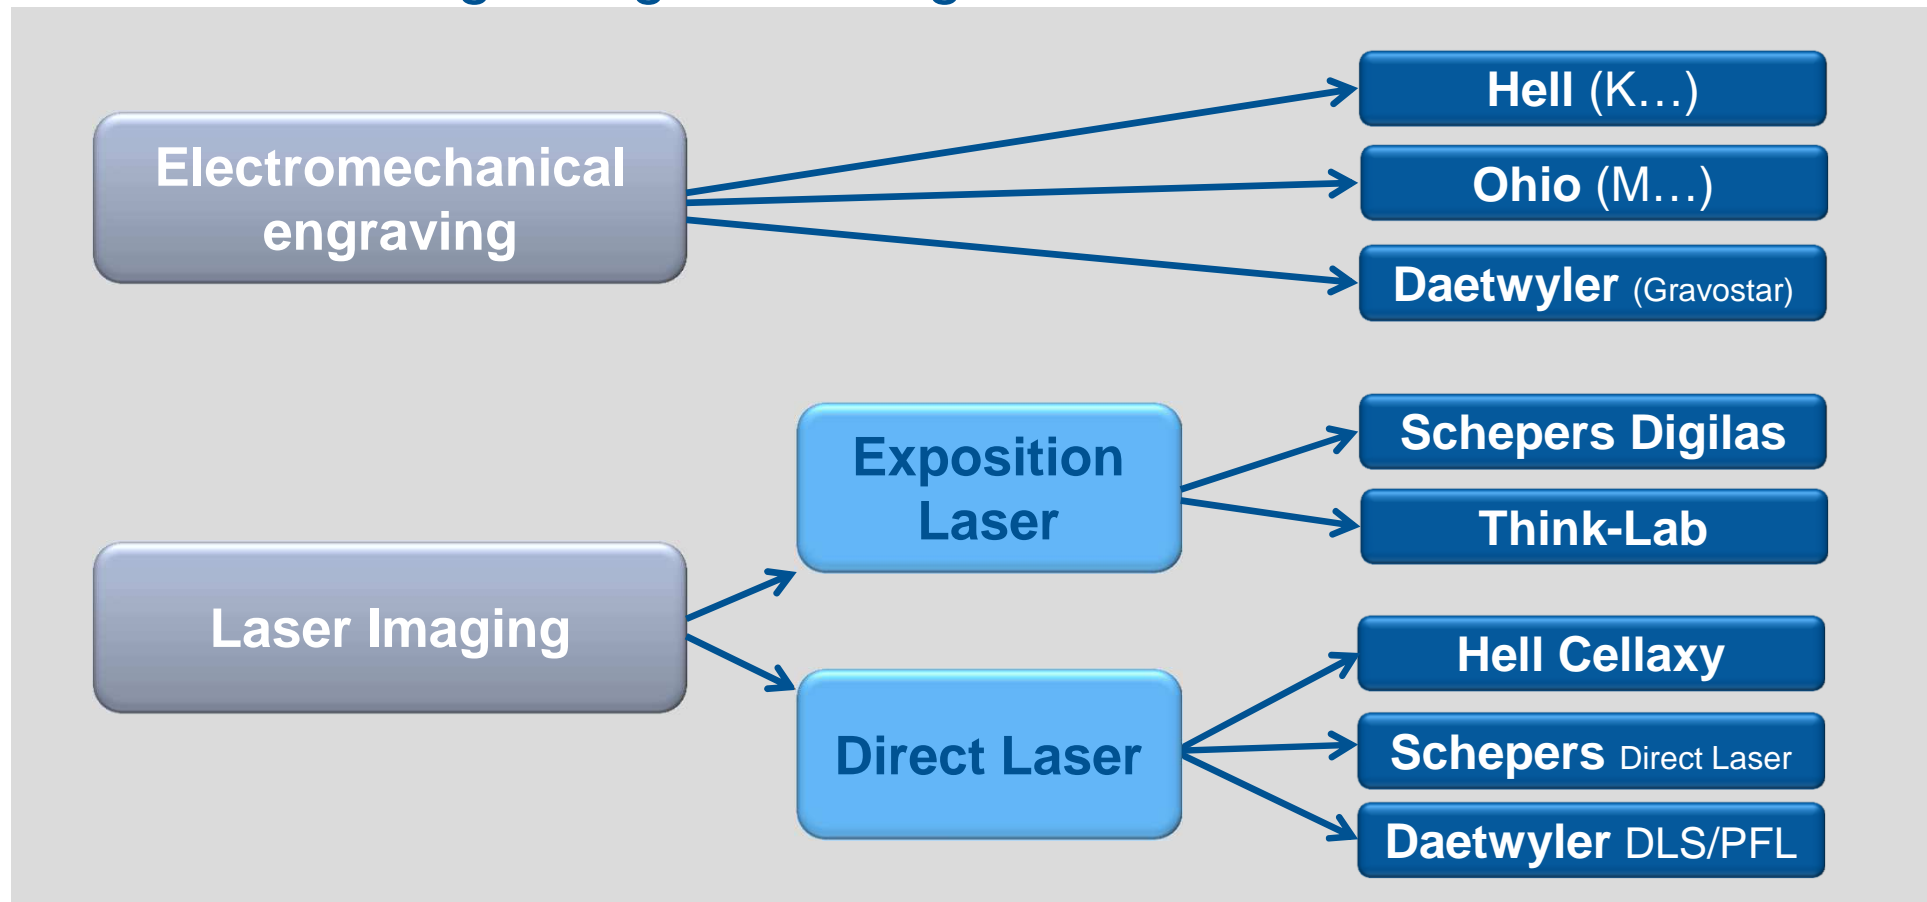 Electromechanical
engraving
Hell (K…)
Ohio (M…)
Daetwyler (Gravostar)
Laser Imaging
Exposition
Laser
Schepers Digilas
Think-Lab
Direct Laser
Hell Cellaxy
Schepers Direct Laser
Daetwyler DLS/PFL